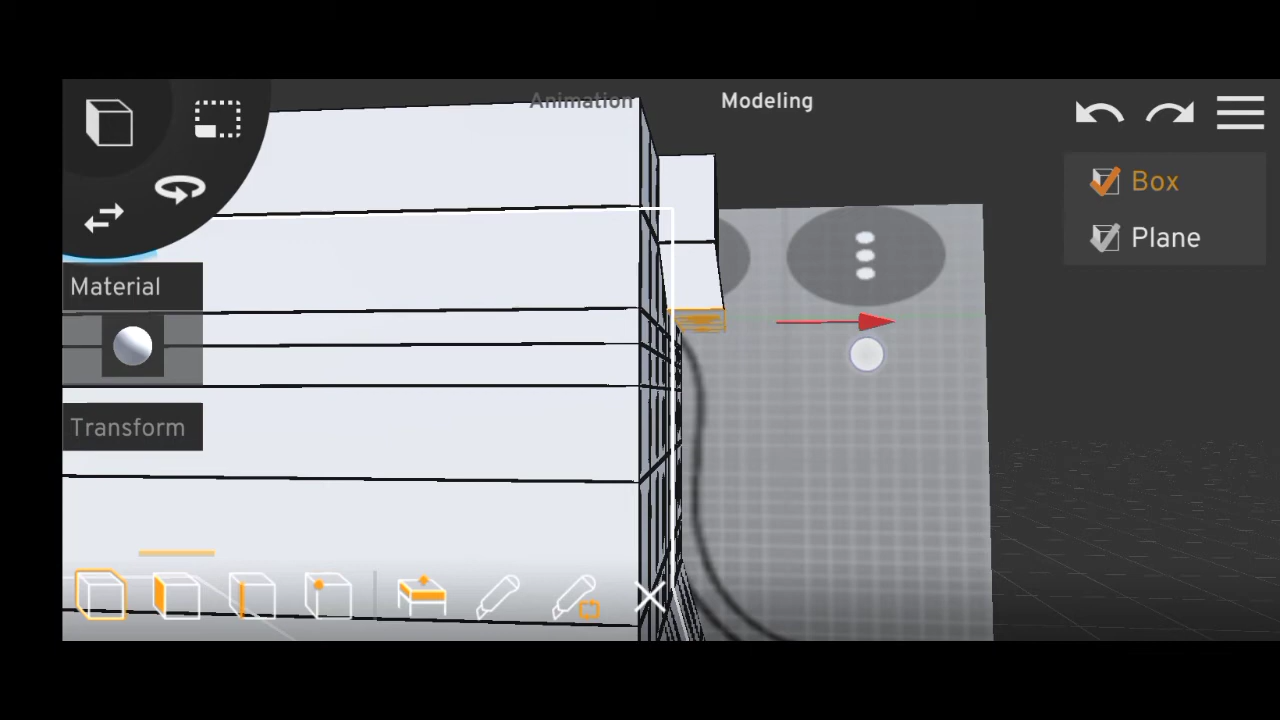 Animation
Modeling
Box
Plane
Material
Transform